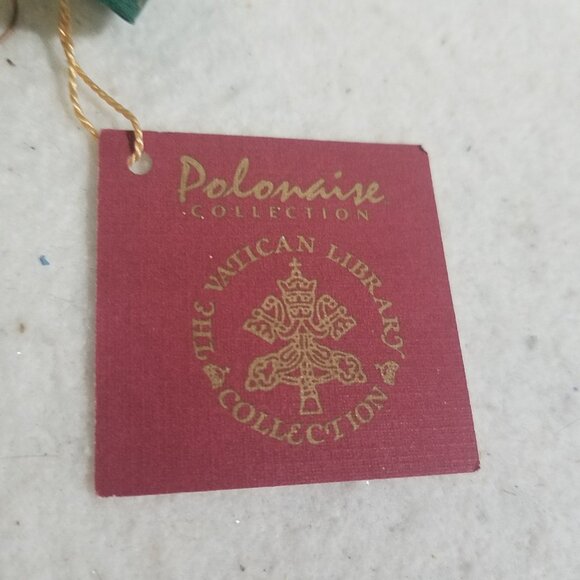 Polonaise
COLLECTION
THE VATICAN LIBRARY
COLLECTION